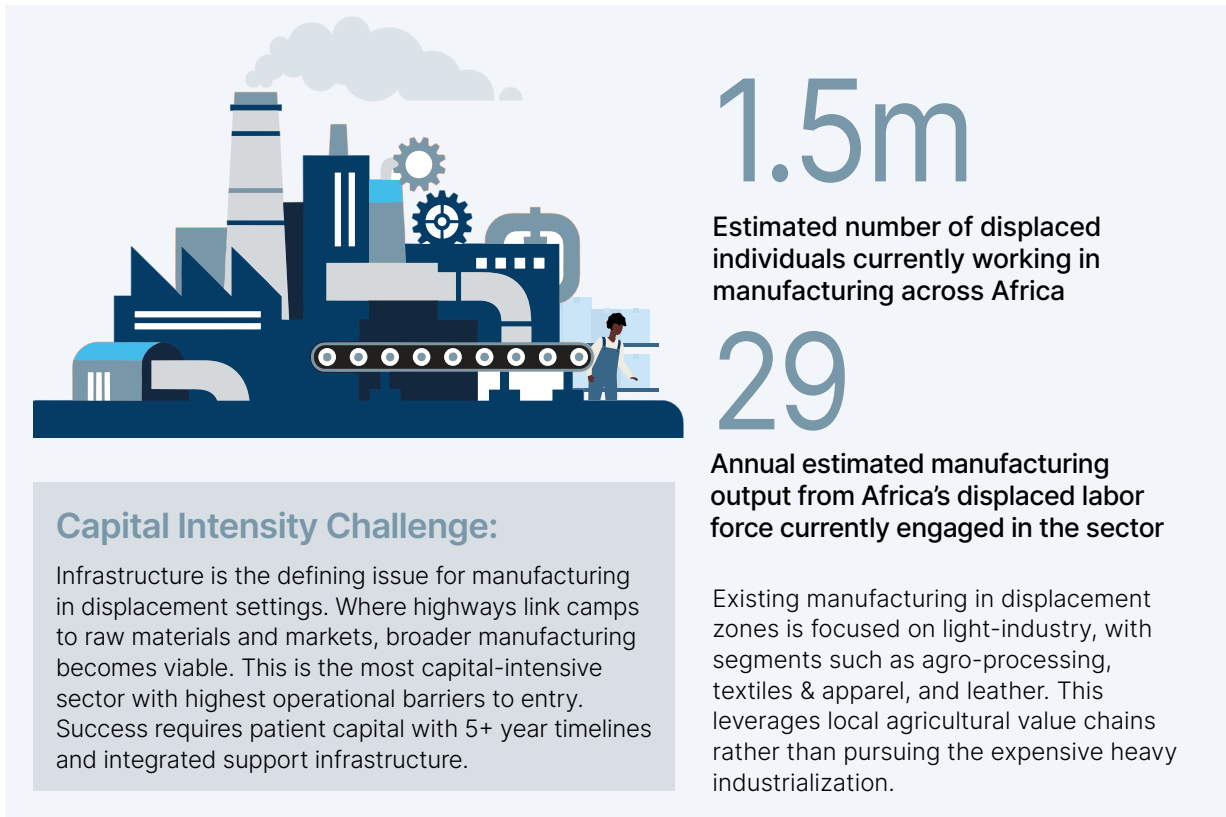 1.5m
Estimated number of displaced
individuals currently working in
manufacturing across Africa
29
Annual estimated manufacturing
output from Africa’s displaced labor
force currently engaged in the sector
Capital Intensity Challenge:
Infrastructure is the defining issue for manufacturing
in displacement settings. Where highways link camps
to raw materials and markets, broader manufacturing
becomes viable. This is the most capital-intensive
sector with highest operational barriers to entry.
Success requires patient capital with 5+ year timelines
and integrated support infrastructure.
Existing manufacturing in displacement
zones is focused on light-industry, with
segments such as agro-processing,
textiles & apparel, and leather. This
leverages local agricultural value chains
rather than pursuing the expensive heavy
industrialization.